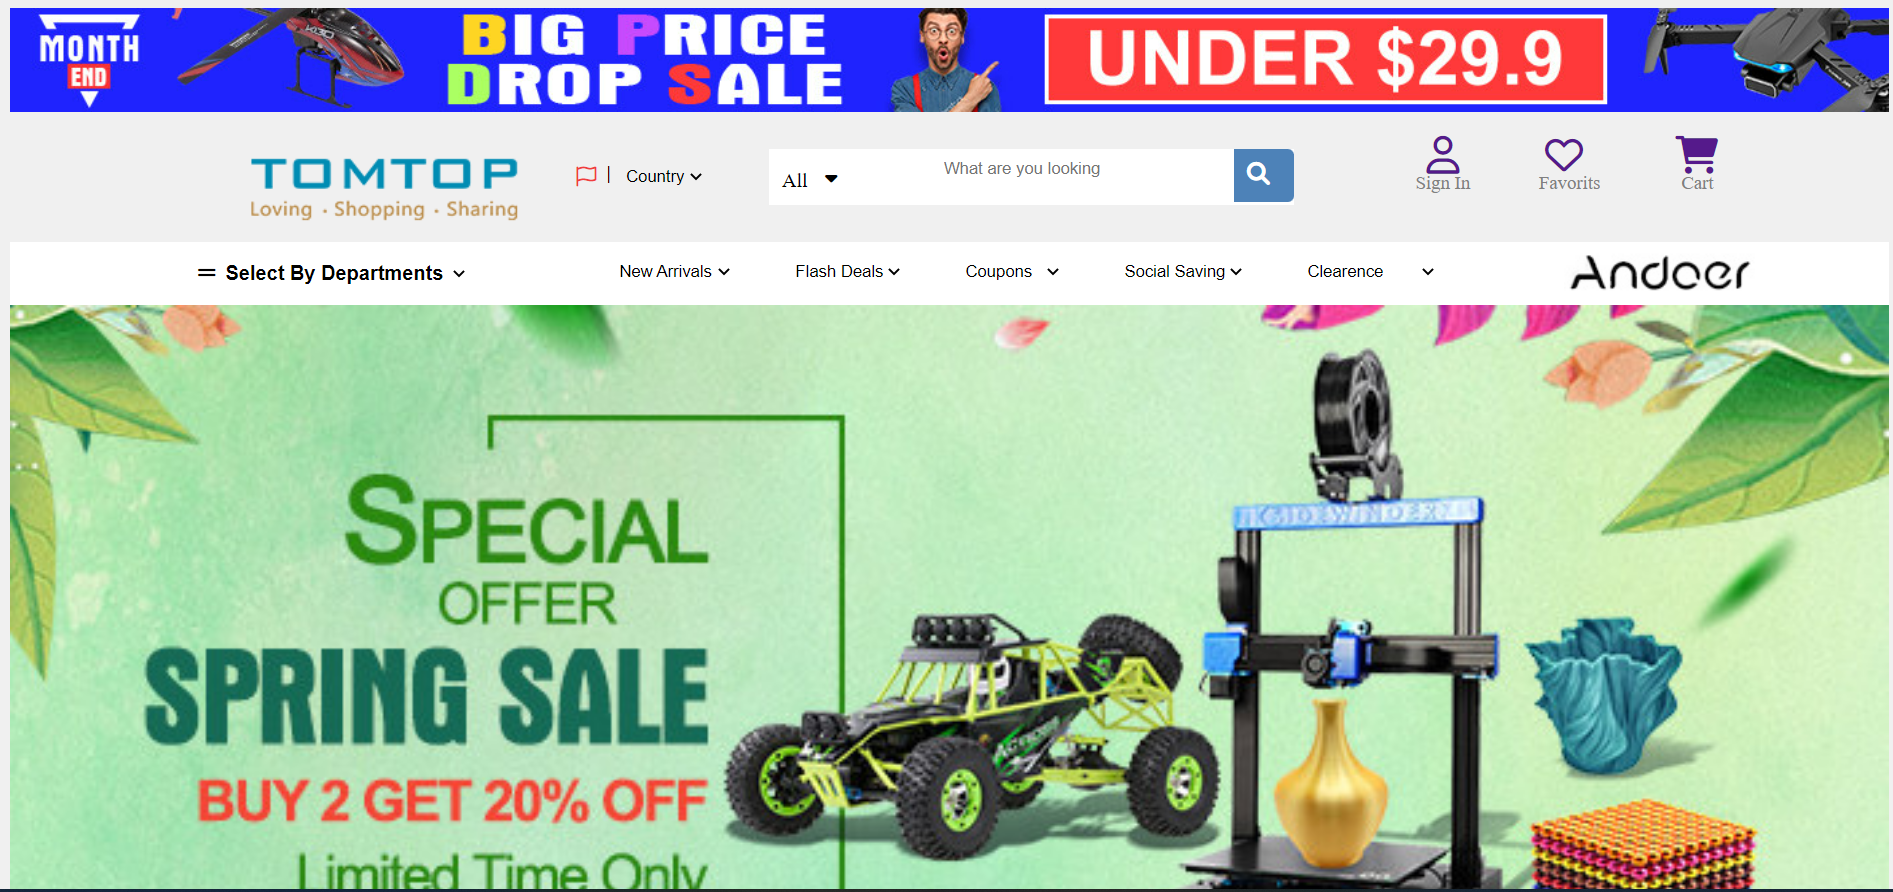 MONTH
END
BIG PRICE
DROP SALE
UNDER $29.9
TOMTOP
Loving · Shopping · Sharing
Country
All
What are you looking
Sign In
Favorits
Cart
Select By Departments
New Arrivals
Flash Deals
Coupons
Social Saving
Clearence
Andoer
SPECIAL
OFFER
SPRING SALE
BUY 2 GET 20% OFF
Limited Time Only